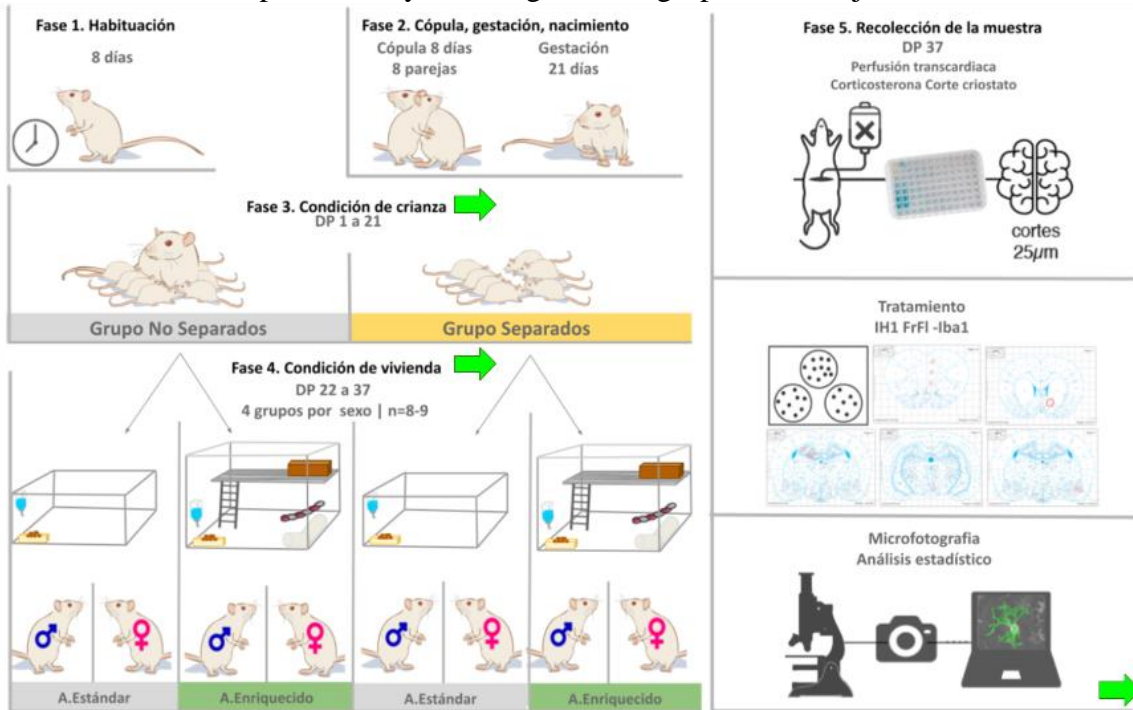 Fase 1. Habituación
8 días
Fase 2. Cópula, gestación, nacimiento
Cópula 8 días
8 parejas
Gestación
21 días
Fase 3. Condición de crianza
DP 1 a 21
Grupo No Separados
Grupo Separados
Fase 4. Condición de vivienda
DP 22 a 37
4 grupos por sexo | n=8-9
A.Estándar
A.Enriquecido
A.Estándar
A.Enriquecido
Fase 5. Recolección de la muestra
DP 37
Perfusión transcardiaca
Corticosterona Corte criostato
cortes
25µm
Tratamiento
IH1 FrFl -Iba1
Microfotografia
Análisis estadístico